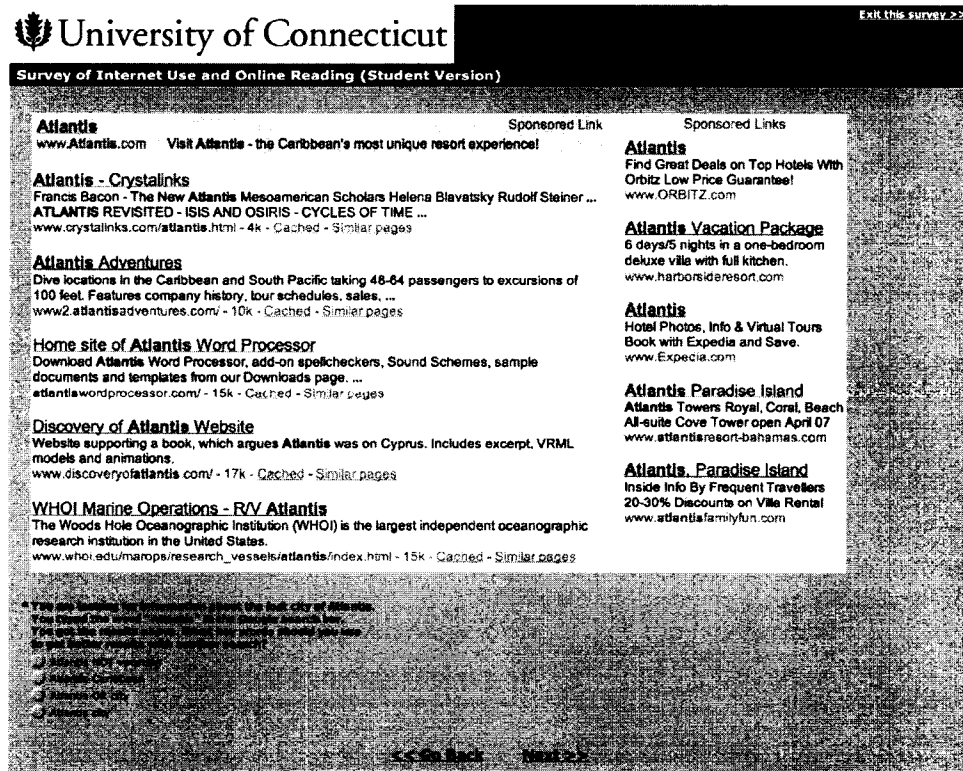 University of Connecticut
Exit this survey >>
Survey of Internet Use and Online Reading (Student Version)
Atlantis
Sponsored Link
www.Atlantis.com Visit Atlantis - the Caribbean's most unique resort experience!
Atlantis - Crystalinks
Francis Bacon - The New Atlantis Mesoamerican Scholars Helena Blavatsky Rudolf Steiner ...
ATLANTIS REVISITED - ISIS AND OSIRIS - CYCLES OF TIME ...
www.crystalinks.com/atlantis.html - 4k - Cached - Similar pages
Atlantis Adventures
Dive locations in the Caribbean and South Pacific taking 48-64 passengers to excursions of
100 feet. Features company history, tour schedules, sales, ...
www2.atlantisadventures.com/ - 10k - Cached - Similar pages
Home site of Atlantis Word Processor
Download Atlantis Word Processor, add-on spellcheckers, Sound Schemes, sample
documents and templates from our Downloads page. ...
atlantiswordprocessor.com/ - 15k - Cached - Similar pages
Discovery of Atlantis Website
Website supporting a book, which argues Atlantis was on Cyprus. Includes excerpt, VRML
models and animations.
www.discoveryofatlantis.com/ - 17k - Cached - Similar pages
WHOI Marine Operations - R/V Atlantis
The Woods Hole Oceanographic Institution (WHOI) is the largest independent oceanographic
research institution in the United States.
www.whoi.edu/marops/research_vessels/atlantis/index.html - 15k - Cached - Similar pages
Sponsored Links
Atlantis
Find Great Deals on Top Hotels With
Orbitz Low Price Guarantee!
www.ORBITZ.com
Atlantis Vacation Package
6 days/5 nights in a one-bedroom
deluxe villa with full kitchen.
www.harborsideresort.com
Atlantis
Hotel Photos, Info & Virtual Tours
Book with Expedia and Save.
www.Expedia.com
Atlantis Paradise Island
Atlantis Towers Royal, Coral, Beach
All-suite Cove Tower open April 07
www.atlantisresort-bahamas.com
Atlantis, Paradise Island
Inside Info By Frequent Travellers
20-30% Discounts on Villa Rental
www.atlantisfamilyfun.com
* You are looking for information about the lost city of Atlantis.
<< Go Back Next >>